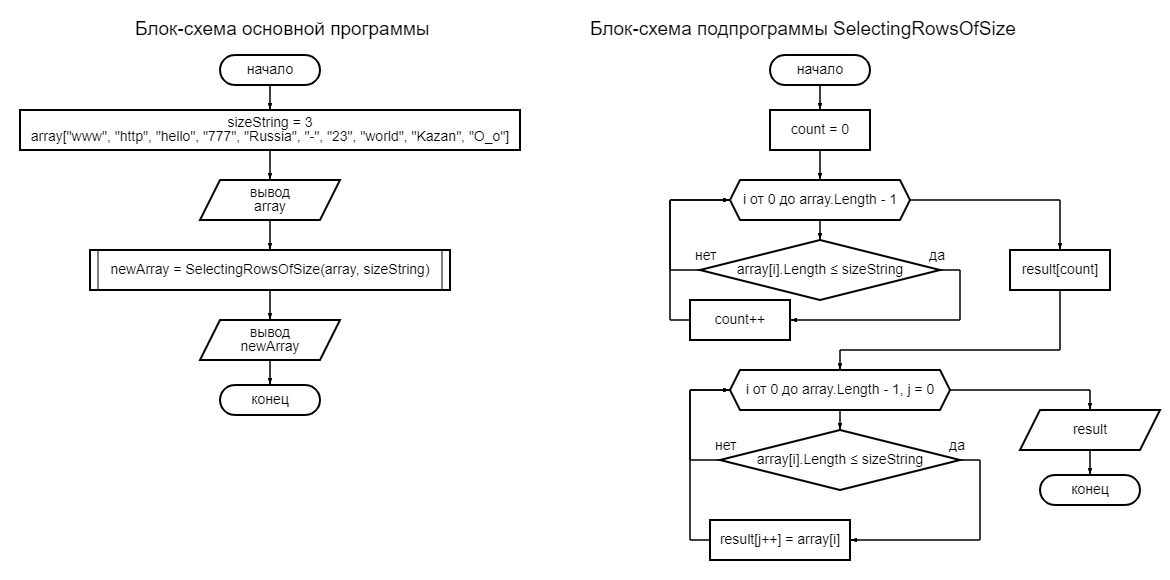 Блок-схема основной программы
начало
sizeString = 3
array["www", "http", "hello", "777", "Russia", "-", "23", "world", "Kazan", "O_o"]
вывод
array
newArray = SelectingRowsOfSize(array, sizeString)
вывод
newArray
конец
Блок-схема подпрограммы SelectingRowsOfSize
начало
count = 0
i от 0 до array.Length - 1
нет
array[i].Length ≤ sizeString
да
result[count]
count++
i от 0 до array.Length - 1, j = 0
нет
array[i].Length ≤ sizeString
да
result
result[j++] = array[i]
конец